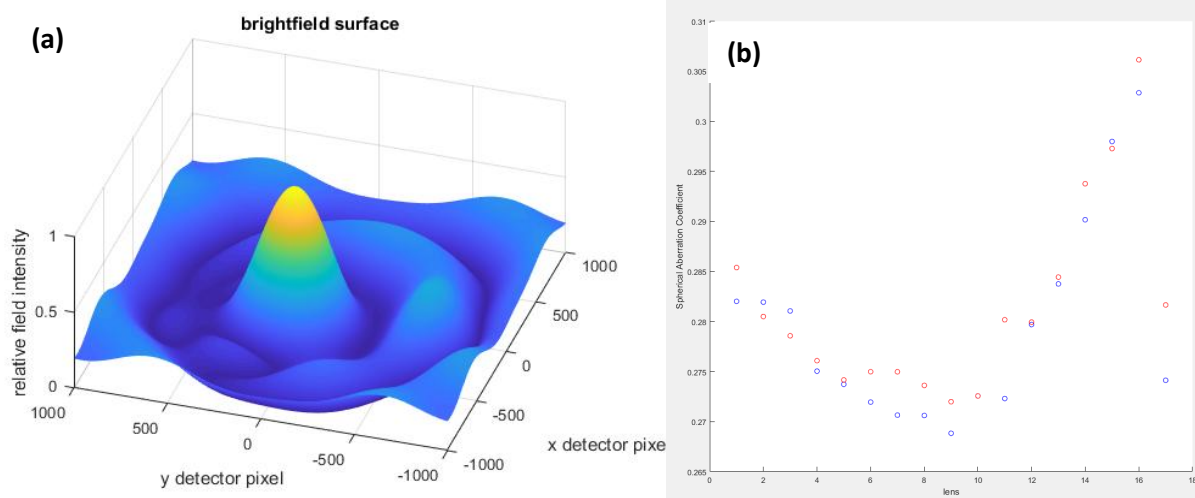 (a)
brightfield surface
relative field intensity
1
0.5
0
1000
500
0
-500
-1000
y detector pixel
1000
500
0
-500
-1000
x detector pixe
(b)
Spherical Aberration Coefficient
0.31
0.305
0.3
0.295
0.29
0.285
0.28
0.275
0.27
0.265
0 2 4 6 8 10 12 14 16 18
lens